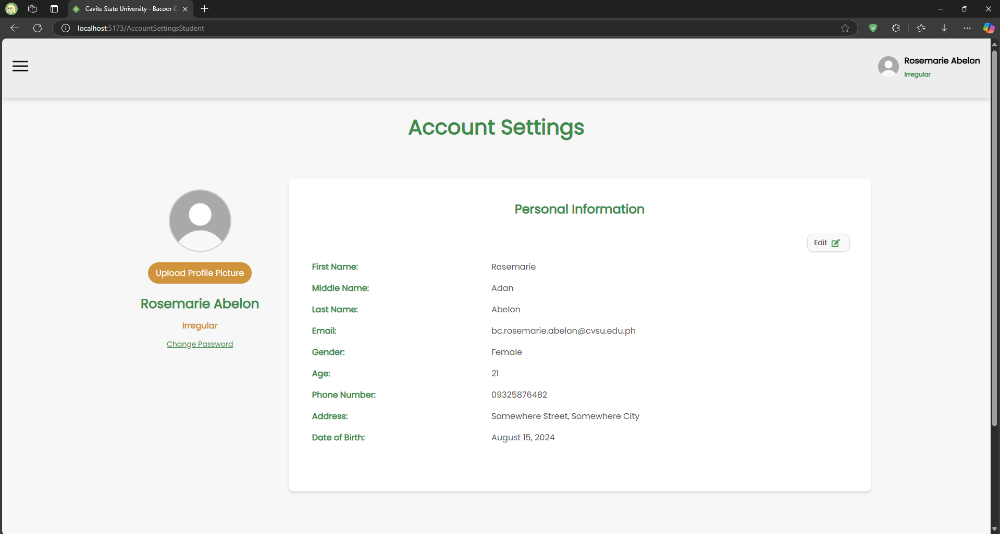 Cavite State University - Bacoor C
localhost:5173/AccountSettingsStudent
Rosemarie Abelon
Irregular
Account Settings
Upload Profile Picture
Rosemarie Abelon
Irregular
Change Password
Personal Information
Edit
First Name: Rosemarie
Middle Name: Adan
Last Name: Abelon
Email: bc.rosemarie.abelon@cvsu.edu.ph
Gender: Female
Age: 21
Phone Number: 09325876482
Address: Somewhere Street, Somewhere City
Date of Birth: August 15, 2024